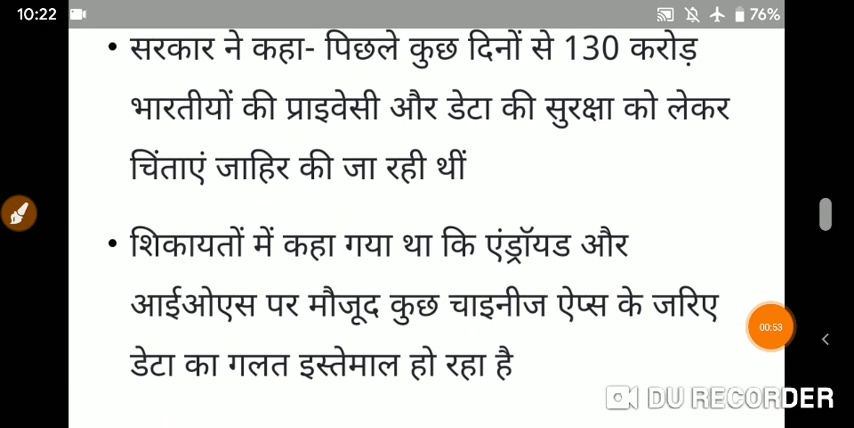 10:22 76%
• सरकार ने कहा- पिछले कुछ दिनों से 130 करोड़
भारतीयों की प्राइवेसी और डेटा की सुरक्षा को लेकर
चिंताएं जाहिर की जा रही थीं
• शिकायतों में कहा गया था कि एंड्रॉयड और
आईओएस पर मौजूद कुछ चाइनीज ऐप्स के जरिए
डेटा का गलत इस्तेमाल हो रहा है
00:53
DU RECORDER